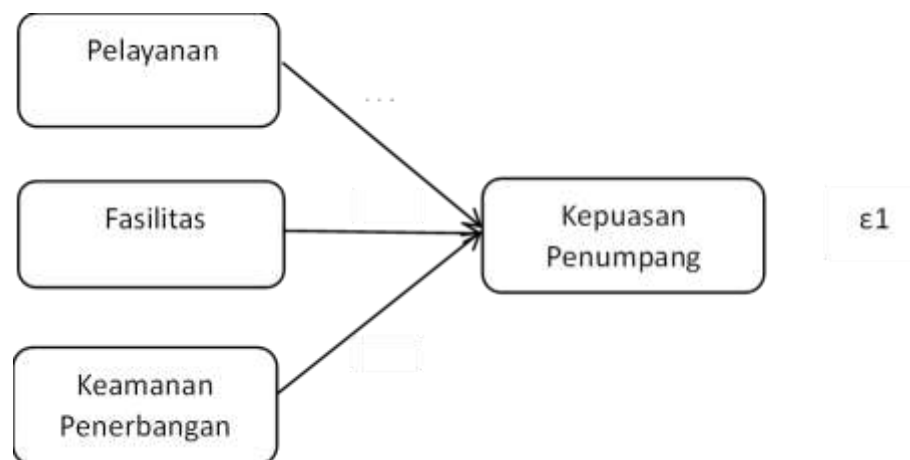 Pelayanan
. . .
Fasilitas
Kepuasan
Penumpang
ε1
Keamanan
Penerbangan